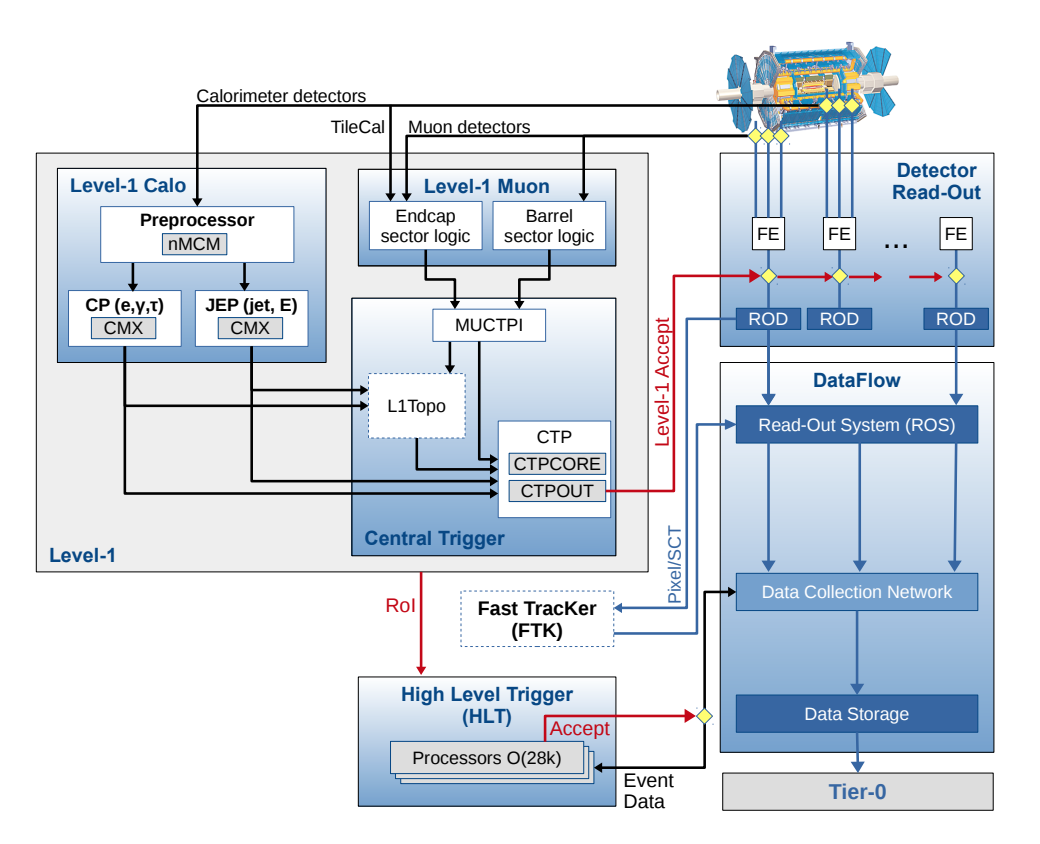 Calorimeter detectors
TileCal
Muon detectors
Level-1 Calo
Preprocessor
nMCM
CP (e,γ,τ)
CMX
JEP (jet, E)
CMX
Level-1 Muon
Endcap
sector logic
Barrel
sector logic
MUCTPI
L1Topo
CTP
CTPCORE
CTPOUT
Central Trigger
Level-1
Level-1 Accept
Detector
Read-Out
FE
FE
...
FE
ROD
ROD
ROD
DataFlow
Read-Out System (ROS)
Data Collection Network
Data Storage
Tier-0
Pixel/SCT
RoI
Fast TracKer
(FTK)
High Level Trigger
(HLT)
Accept
Processors O(28k)
Event
Data